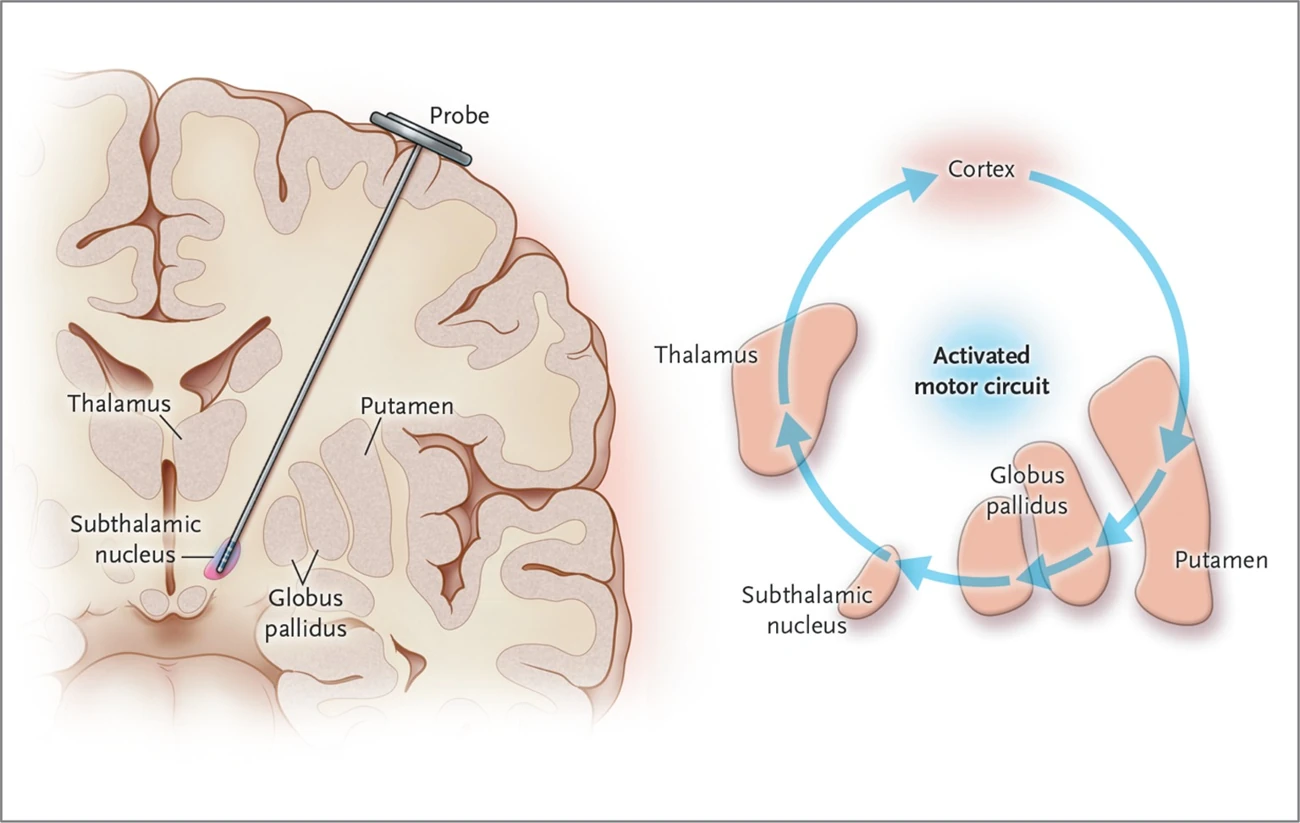 Probe
Thalamus
Putamen
Subthalamic
nucleus
Globus
pallidus
Cortex
Thalamus
Activated
motor circuit
Globus
pallidus
Putamen
Subthalamic
nucleus